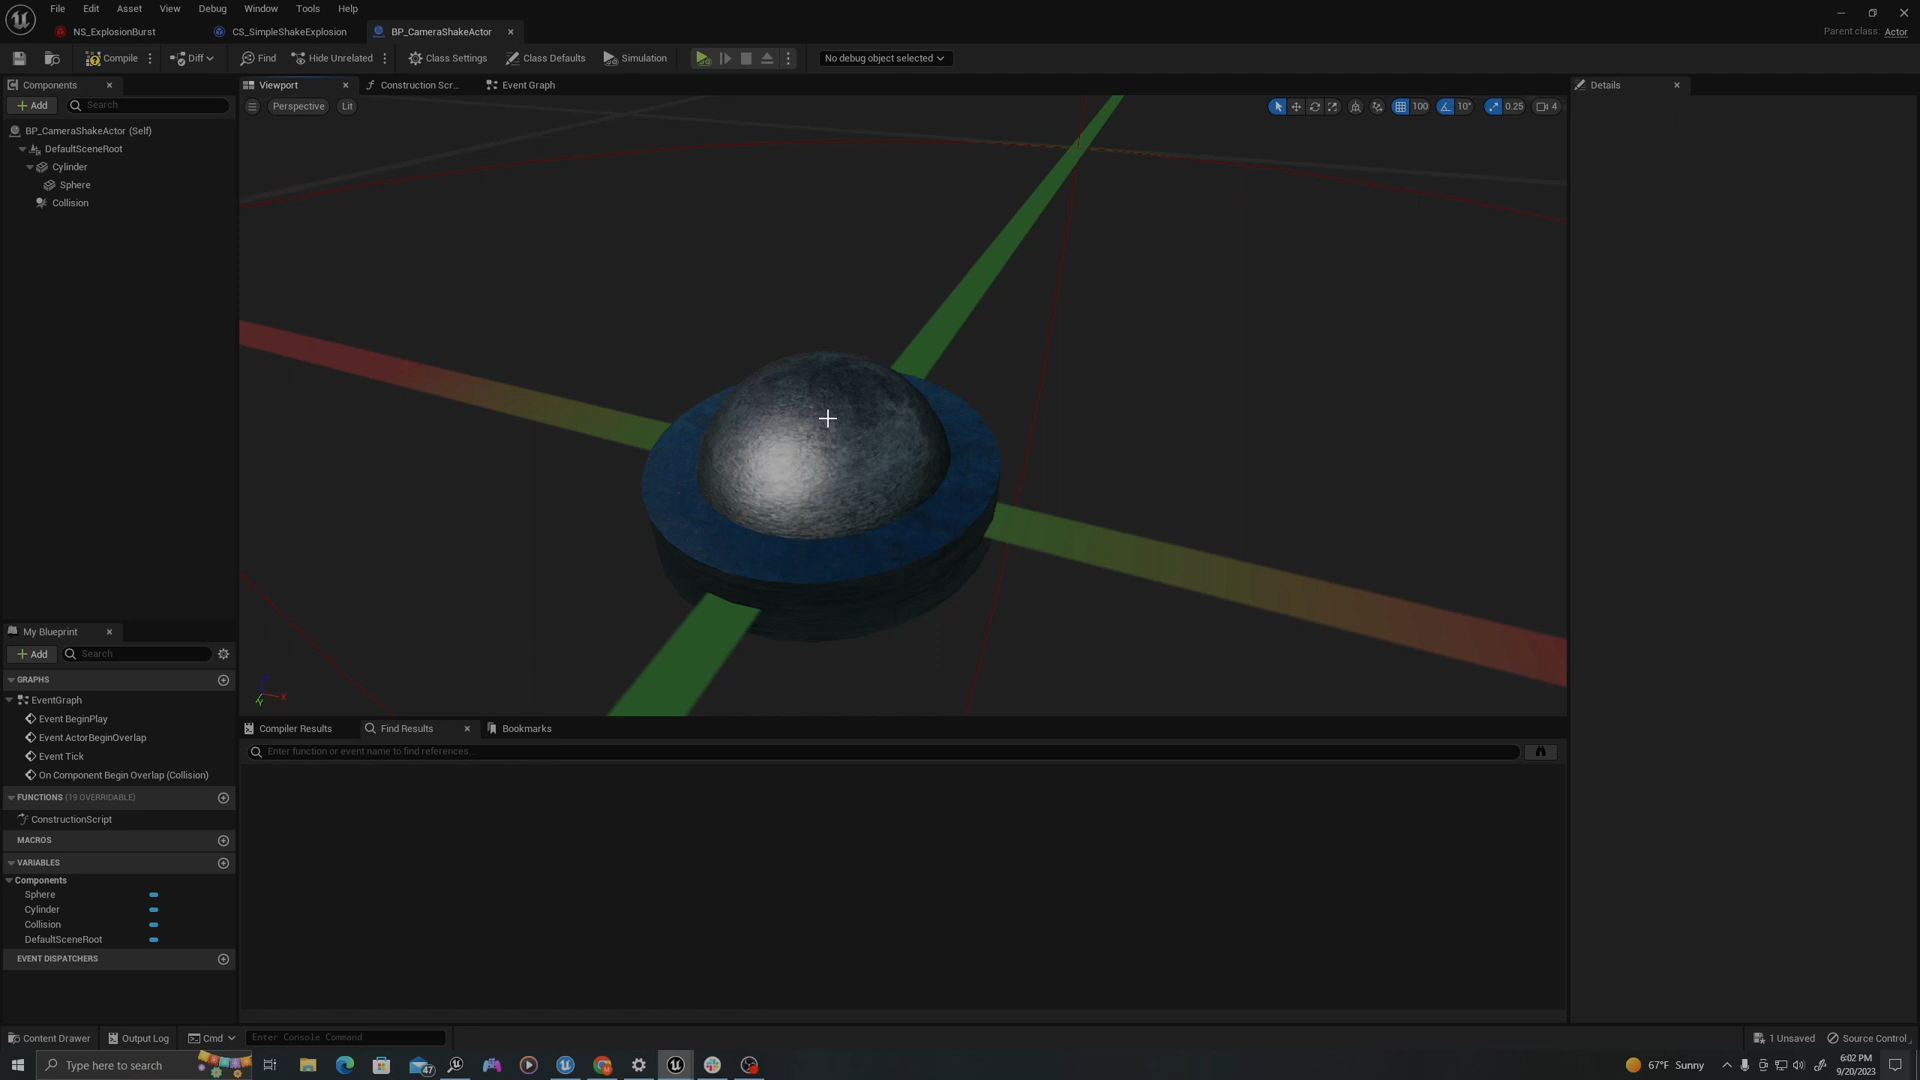 File Edit Asset View Debug Window Tools Help
NS_ExplosionBurst CS_SimpleShakeExplosion BP_CameraShakeActor
Parent class: Actor
Compile Diff Find Hide Unrelated Class Settings Class Defaults Simulation No debug object selected
Components Viewport Construction Scr... Event Graph Details
+ Add Search Perspective Lit 100 10° 0.25 4
BP_CameraShakeActor (Self)
DefaultSceneRoot
Cylinder
Sphere
Collision
My Blueprint
+ Add Search
GRAPHS
EventGraph
Event BeginPlay
Event ActorBeginOverlap
Event Tick
On Component Begin Overlap (Collision)
FUNCTIONS (19 OVERRIDABLE)
ConstructionScript
MACROS
VARIABLES
Components
Sphere
Cylinder
Collision
DefaultSceneRoot
EVENT DISPATCHERS
Compiler Results Find Results Bookmarks
Enter function or event name to find references...
Content Drawer Output Log Cmd Enter Console Command 1 Unsaved Source Control
Type here to search 47 67°F Sunny 6:02 PM
9/20/2023